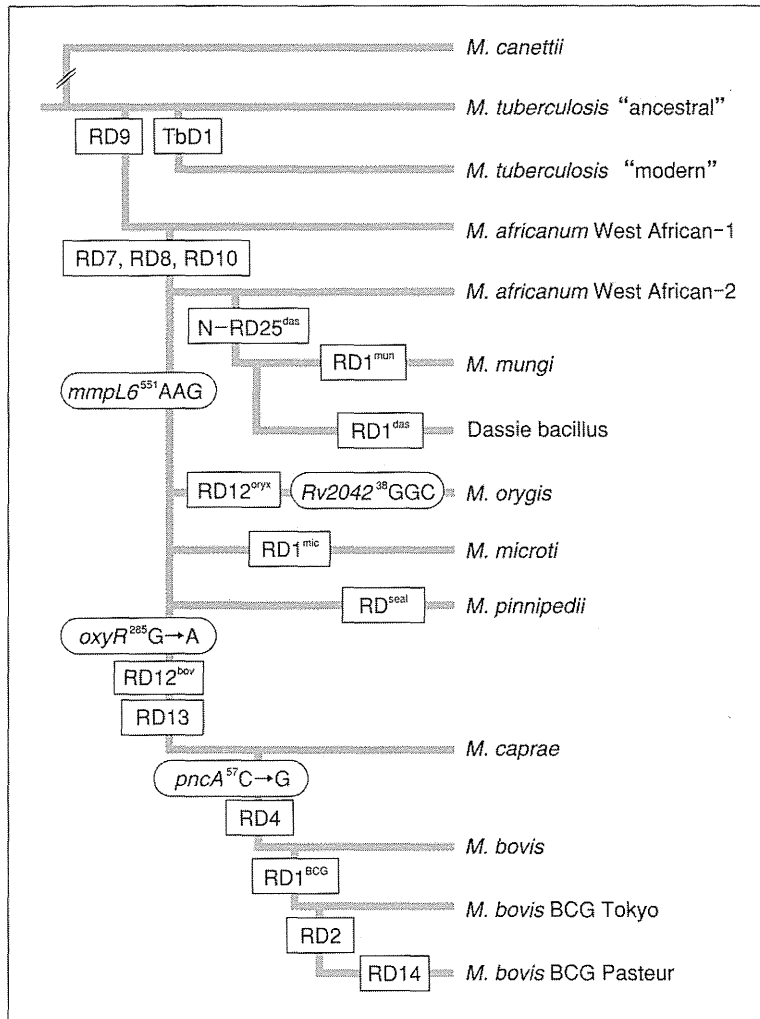 M. canettii
M. tuberculosis “ancestral”
RD9 TbD1
M. tuberculosis “modern”
M. africanum West African-1
RD7, RD8, RD10
M. africanum West African-2
N-RD25das
RD1mun M. mungi
mmpL6551AAG
RD1das Dassie bacillus
RD12oryx Rv204238GGC M. orygis
RD1mic M. microti
RDseal M. pinnipedii
oxyR285G→A
RD12bov
RD13
M. caprae
pncA57C→G
RD4
M. bovis
RD1BCG
M. bovis BCG Tokyo
RD2
RD14 M. bovis BCG Pasteur